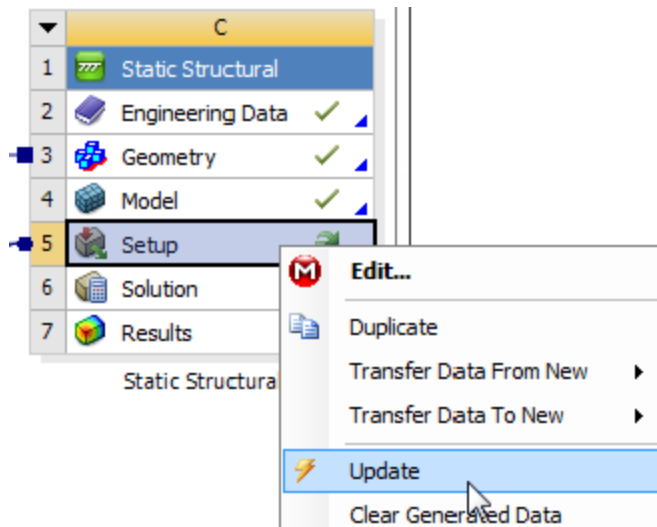 C
1 Static Structural
2 Engineering Data
3 Geometry
4 Model
5 Setup
6 Solution
7 Results
Static Structural
Edit...
Duplicate
Transfer Data From New
Transfer Data To New
Update
Clear Generated Data